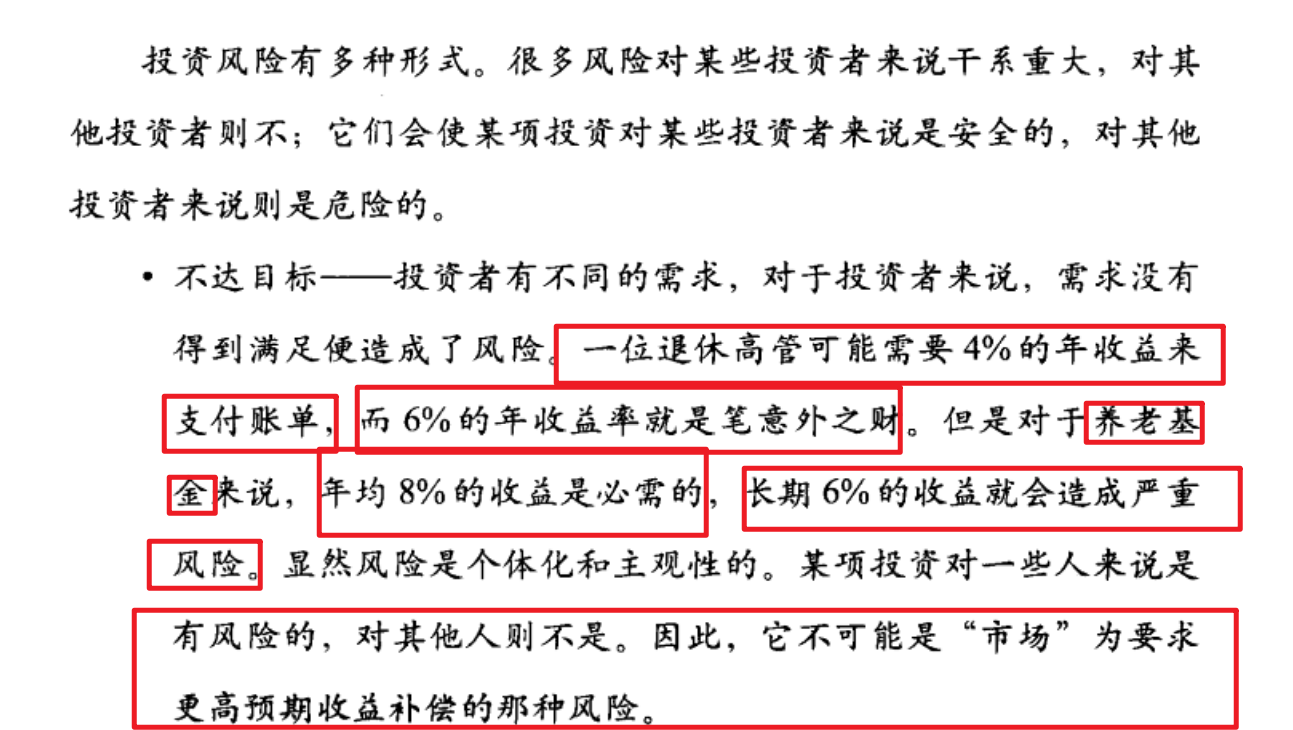 投资风险有多种形式。很多风险对某些投资者来说干系重大，对其
他投资者则不；它们会使某项投资对某些投资者来说是安全的，对其他
投资者来说则是危险的。
• 不达目标——投资者有不同的需求，对于投资者来说，需求没有
得到满足便造成了风险。一位退休高管可能需要 4% 的年收益来
支付账单，而 6% 的年收益率就是笔意外之财。但是对于养老基
金来说，年均 8% 的收益是必需的，长期 6% 的收益就会造成严重
风险。显然风险是个体化和主观性的。某项投资对一些人来说是
有风险的，对其他人则不是。因此，它不可能是“市场”为要求
更高预期收益补偿的那种风险。